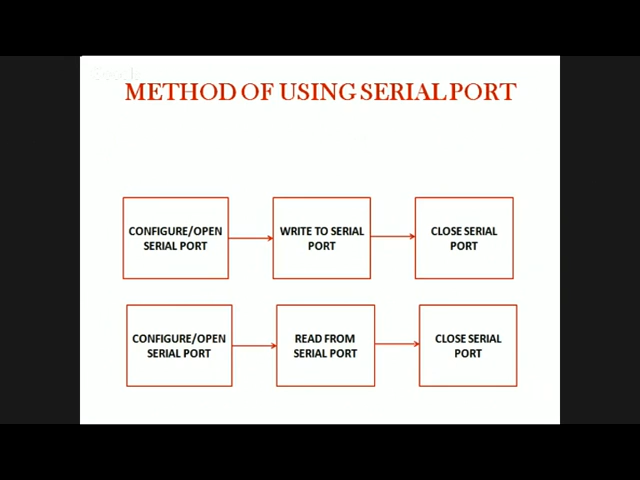 METHOD OF USING SERIAL PORT
CONFIGURE/OPEN
SERIAL PORT
WRITE TO SERIAL
PORT
CLOSE SERIAL
PORT
CONFIGURE/OPEN
SERIAL PORT
READ FROM
SERIAL PORT
CLOSE SERIAL
PORT